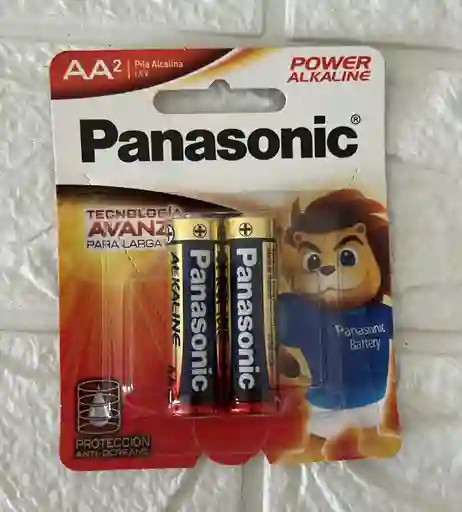 AA2
Pila Alcalina
1.5V
POWER
ALKALINE
Panasonic®
TECNOLOGÍA
AVANZ
PARA LARGA
ALKALINE
Panasonic
Panasonic
Panasonic
Battery
PROTECCIÓN
ANTI-DERRAME